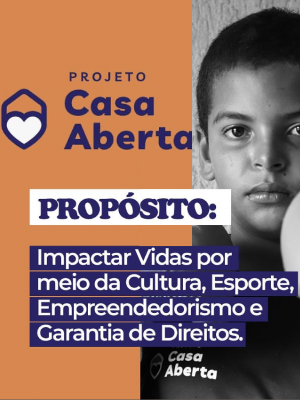 PROJETO
Casa
Aberta
PROPÓSITO:
Impactar Vidas por
meio da Cultura, Esporte,
Empreendedorismo e
Garantia de Direitos.
Casa
Aberta